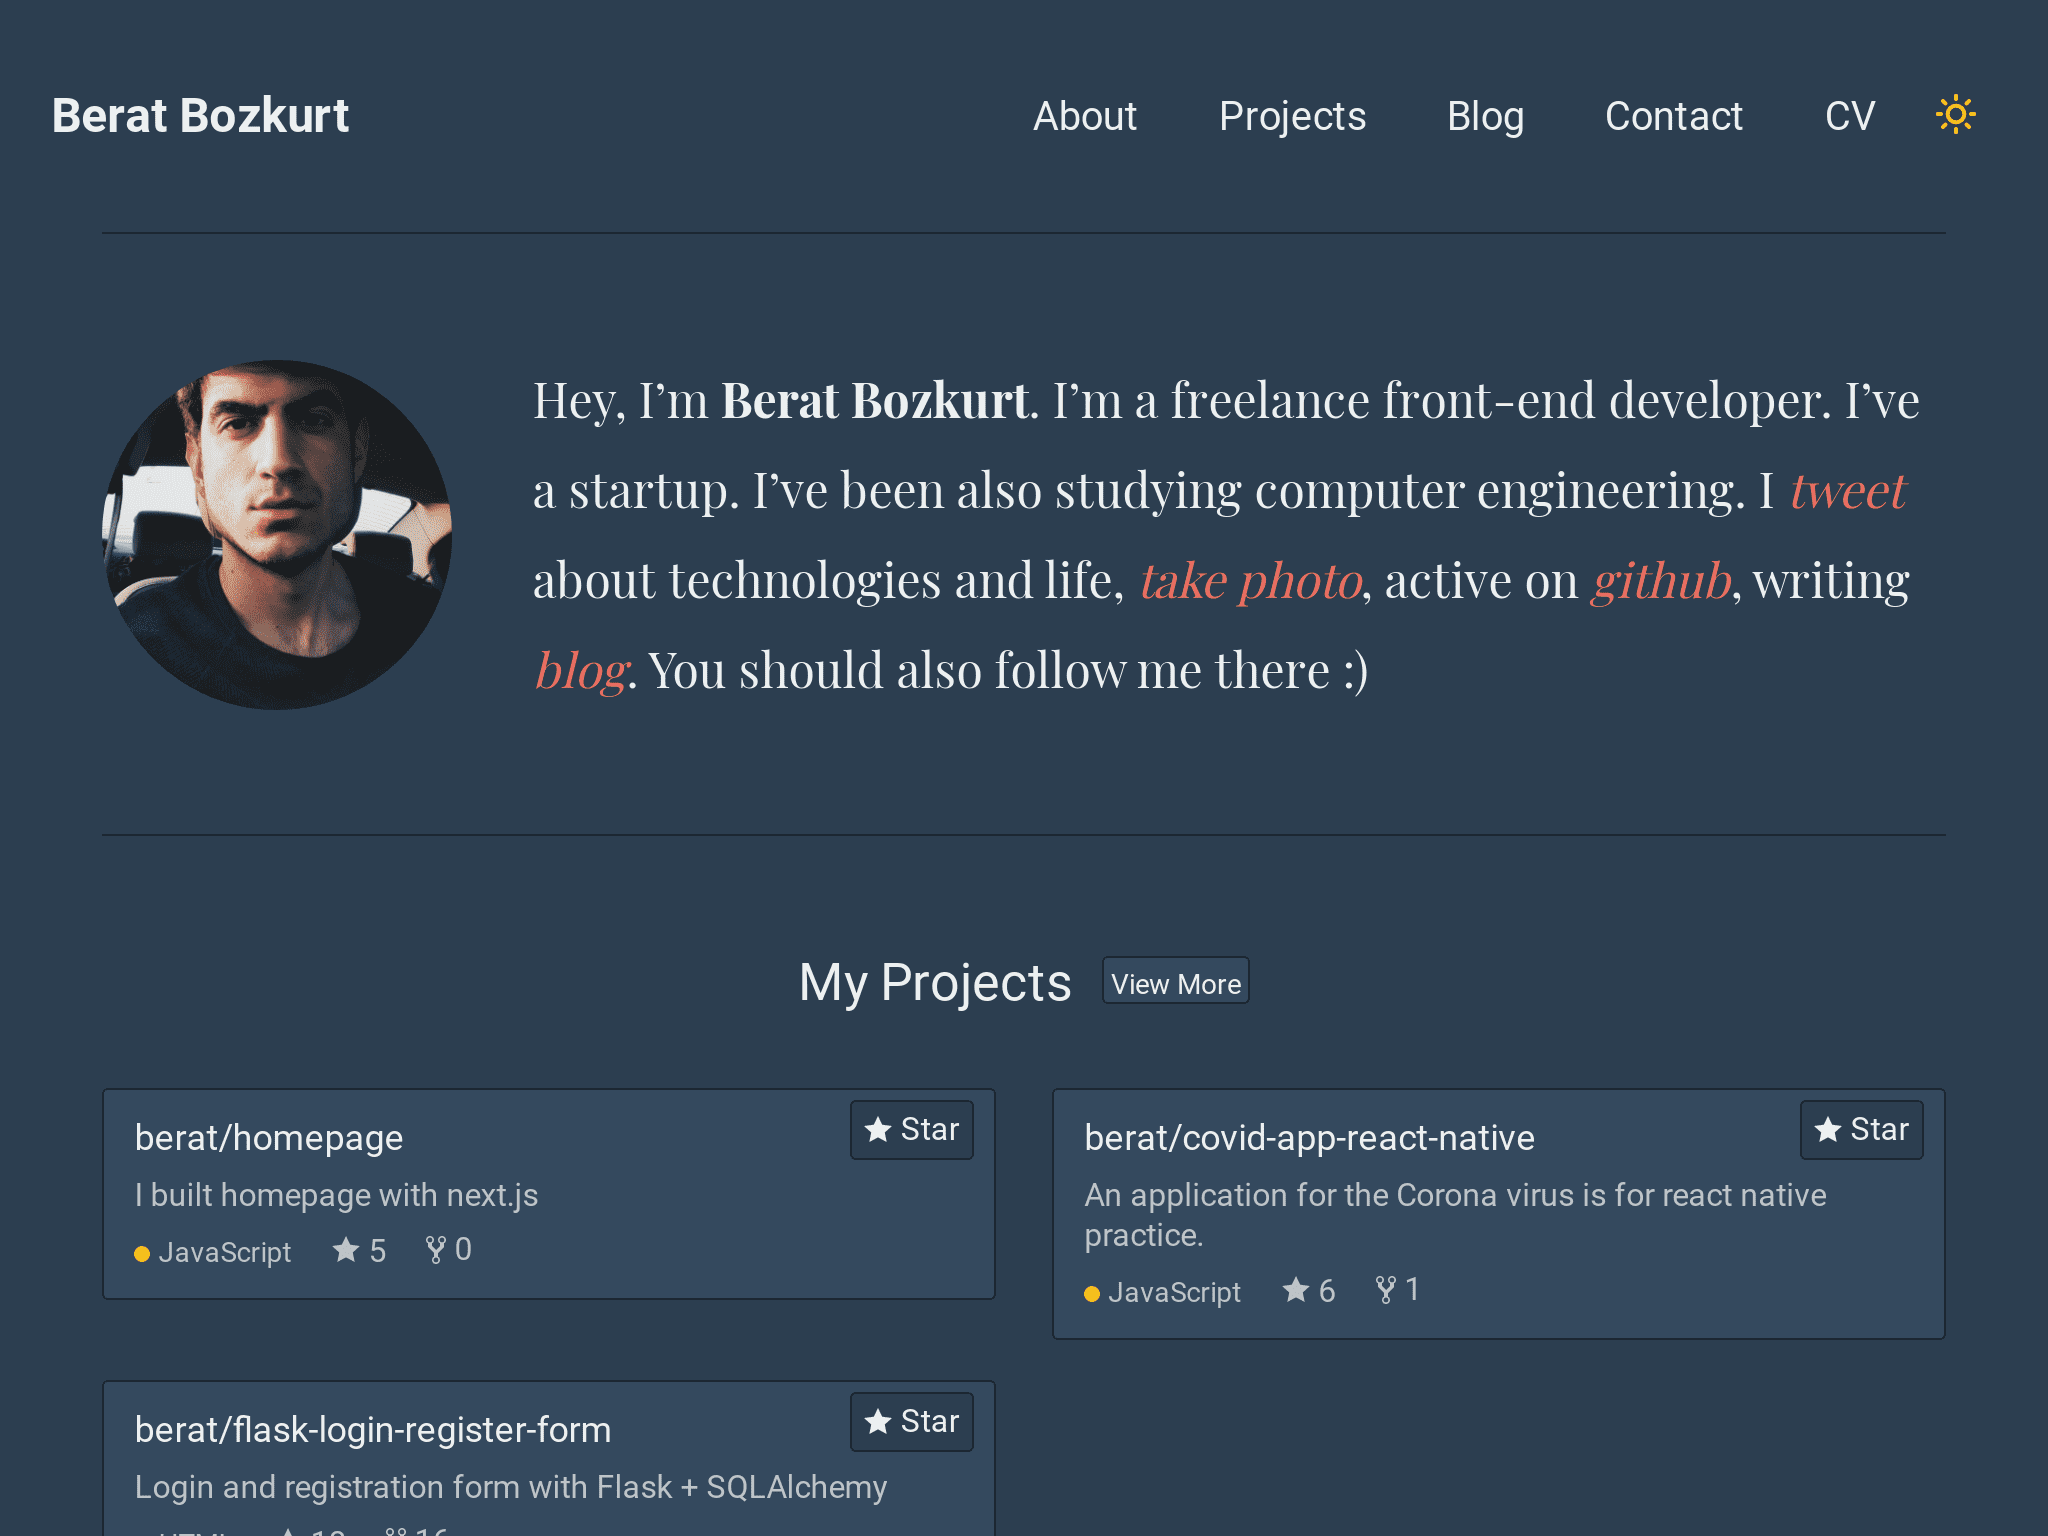 Berat Bozkurt
About Projects Blog Contact CV
Hey, I’m Berat Bozkurt. I’m a freelance front-end developer. I’ve
a startup. I’ve been also studying computer engineering. I tweet
about technologies and life, take photo, active on github, writing
blog. You should also follow me there :)
My Projects View More
berat/homepage
Star
I built homepage with next.js
JavaScript 5 0
berat/covid-app-react-native
Star
An application for the Corona virus is for react native
practice.
JavaScript 6 1
berat/flask-login-register-form
Star
Login and registration form with Flask + SQLAlchemy
HTML